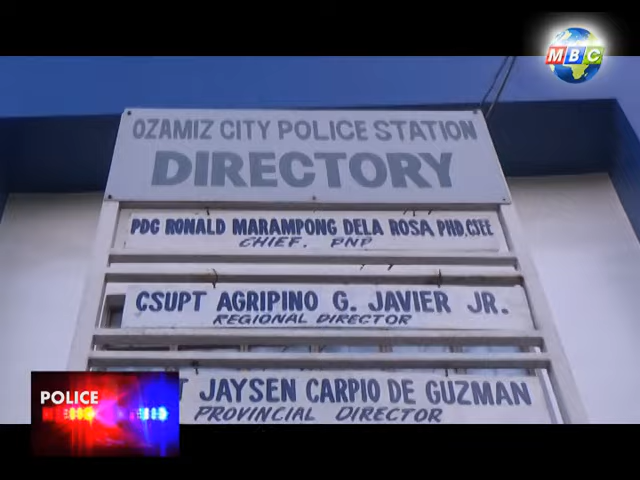 MBC
OZAMIZ CITY POLICE STATION
DIRECTORY
PDG RONALD MARAMPONG DELA ROSA PHD, CSEE
CHIEF, PNP
CSUPT AGRIPINO G. JAVIER JR.
REGIONAL DIRECTOR
JAYSEN CARPIO DE GUZMAN
PROVINCIAL DIRECTOR
POLICE